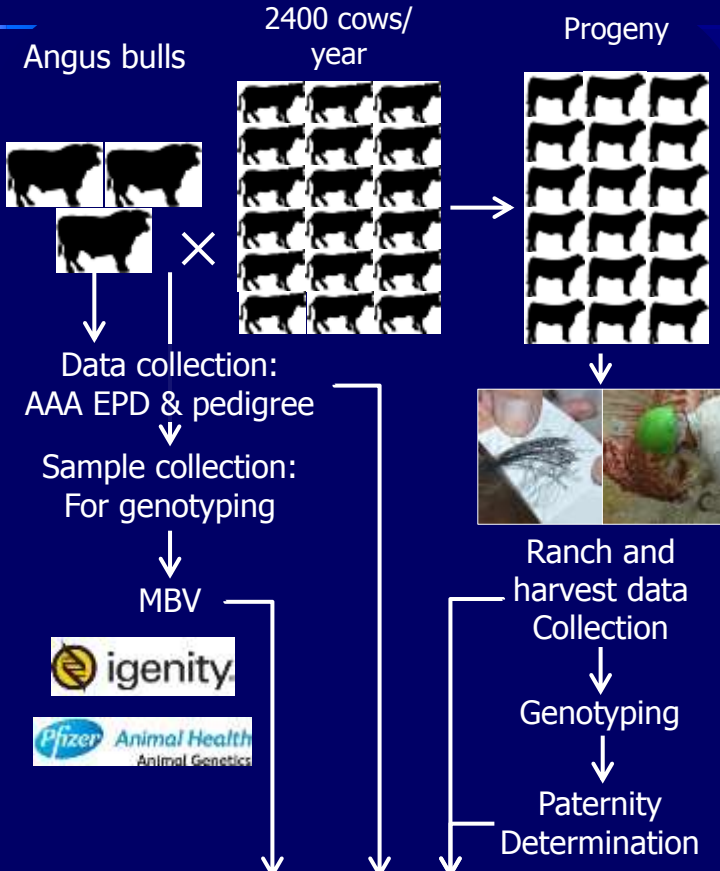 Angus bulls
2400 cows/
year
Progeny
Data collection:
AAA EPD & pedigree
Sample collection:
For genotyping
MBV
igenity
Pfizer Animal Health
Animal Genetics
Ranch and
harvest data
Collection
Genotyping
Paternity
Determination